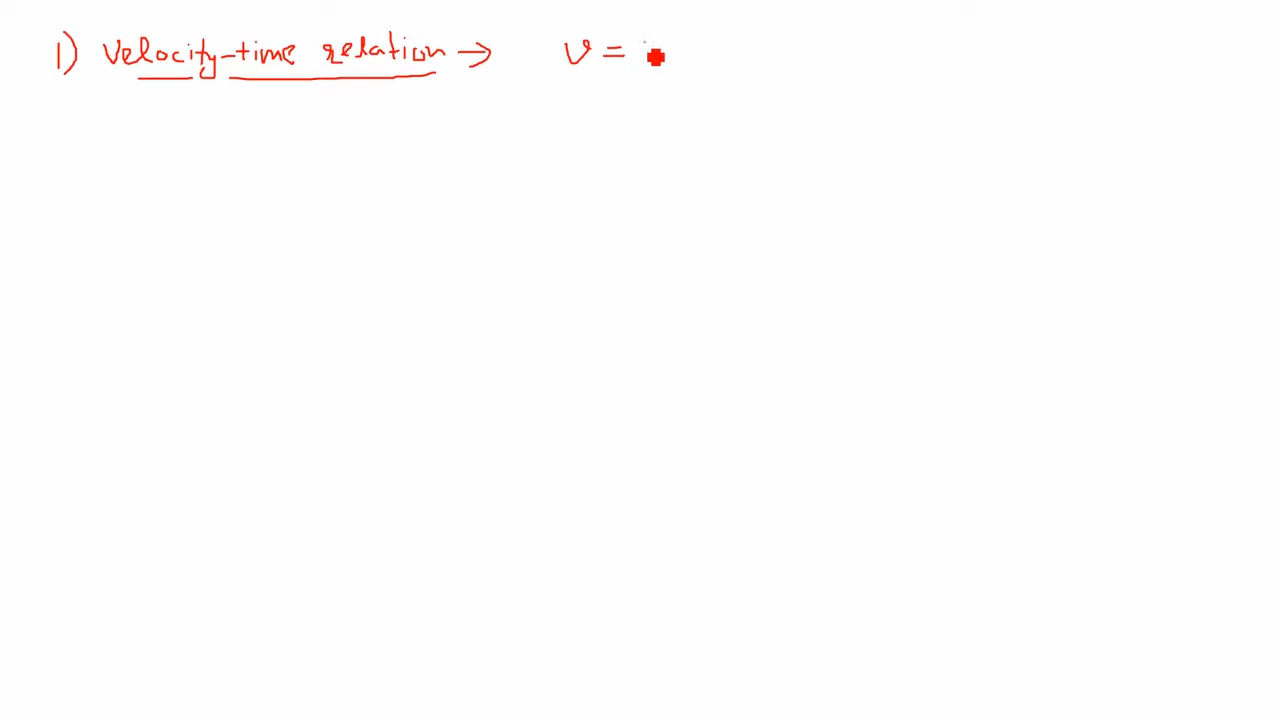 1) Velocity-time relation → v =